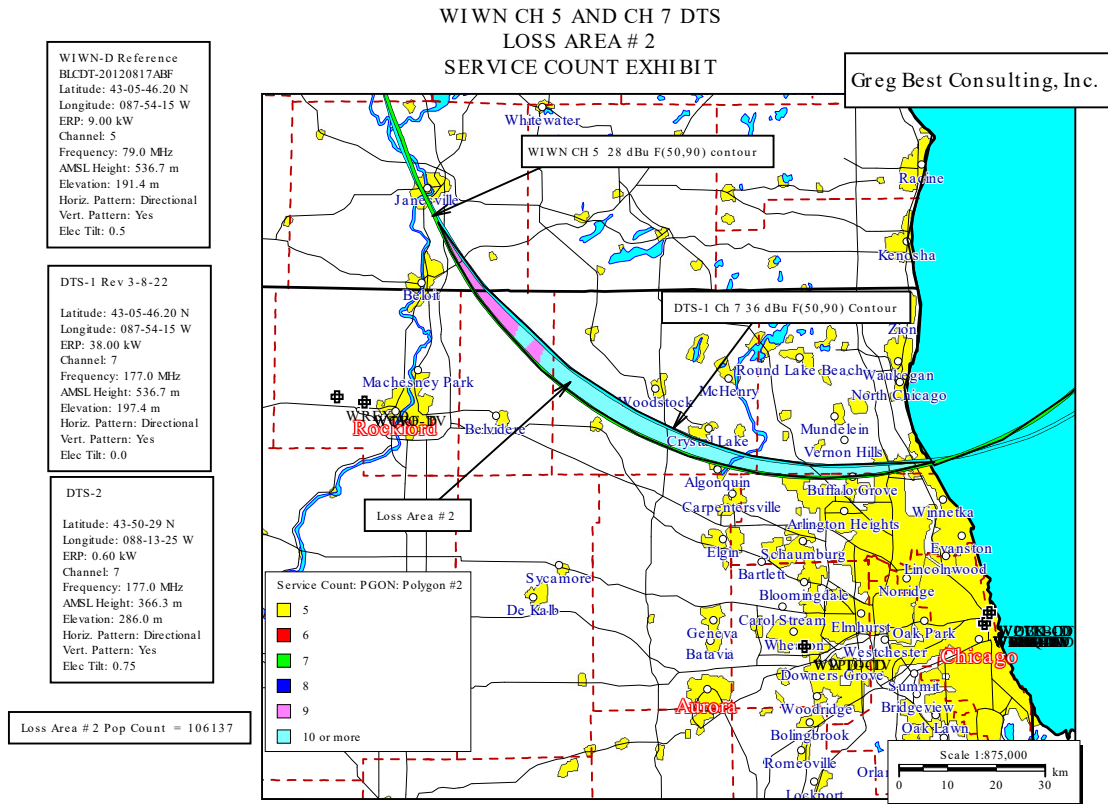 WIWN CH 5 AND CH 7 DTS
LOSS AREA # 2
SERVICE COUNT EXHIBIT
Greg Best Consulting, Inc.
WIWN-D Reference
BLCDT-20120817ABF
Latitude: 43-05-46.20 N
Longitude: 087-54-15 W
ERP: 9.00 kW
Channel: 5
Frequency: 79.0 MHz
AMSL Height: 536.7 m
Elevation: 191.4 m
Horiz. Pattern: Directional
Vert. Pattern: Yes
Elec Tilt: 0.5
DTS-1 Rev 3-8-22
Latitude: 43-05-46.20 N
Longitude: 087-54-15 W
ERP: 38.00 kW
Channel: 7
Frequency: 177.0 MHz
AMSL Height: 536.7 m
Elevation: 197.4 m
Horiz. Pattern: Directional
Vert. Pattern: Yes
Elec Tilt: 0.0
DTS-2
Latitude: 43-50-29 N
Longitude: 088-13-25 W
ERP: 0.60 kW
Channel: 7
Frequency: 177.0 MHz
AMSL Height: 366.3 m
Elevation: 286.0 m
Horiz. Pattern: Directional
Vert. Pattern: Yes
Elec Tilt: 0.75
Loss Area # 2 Pop Count = 106137
Whitewater
WIWN CH 5 28 dBu F(50,90) contour
Racine
Janesville
Kenosha
Beloit
DTS-1 Ch 7 36 dBu F(50,90) Contour
Zion
Round Lake Beach
Waukegan
Machesney Park
McHenry
North Chicago
Woodstock
Rockford
Belvidere
Mundelein
Crystal Lake
Vernon Hills
Algonquin
Buffalo Grove
Loss Area # 2
Carpentersville
Winnetka
Arlington Heights
Elgin
Schaumburg
Evanston
Bartlett
Lincolnwood
Sycamore
Bloomingdale
Norridge
De Kalb
Geneva
Carol Stream
Elmhurst
Oak Park
Batavia
Westchester
Chicago
Downers Grove
Summit
Aurora
Woodridge
Bridgeview
Oak Lawn
Bolingbrook
Romeoville
Lockport
Service Count: PGON: Polygon #2
5
6
7
8
9
10 or more
Scale 1:875,000
0 10 20 30
km